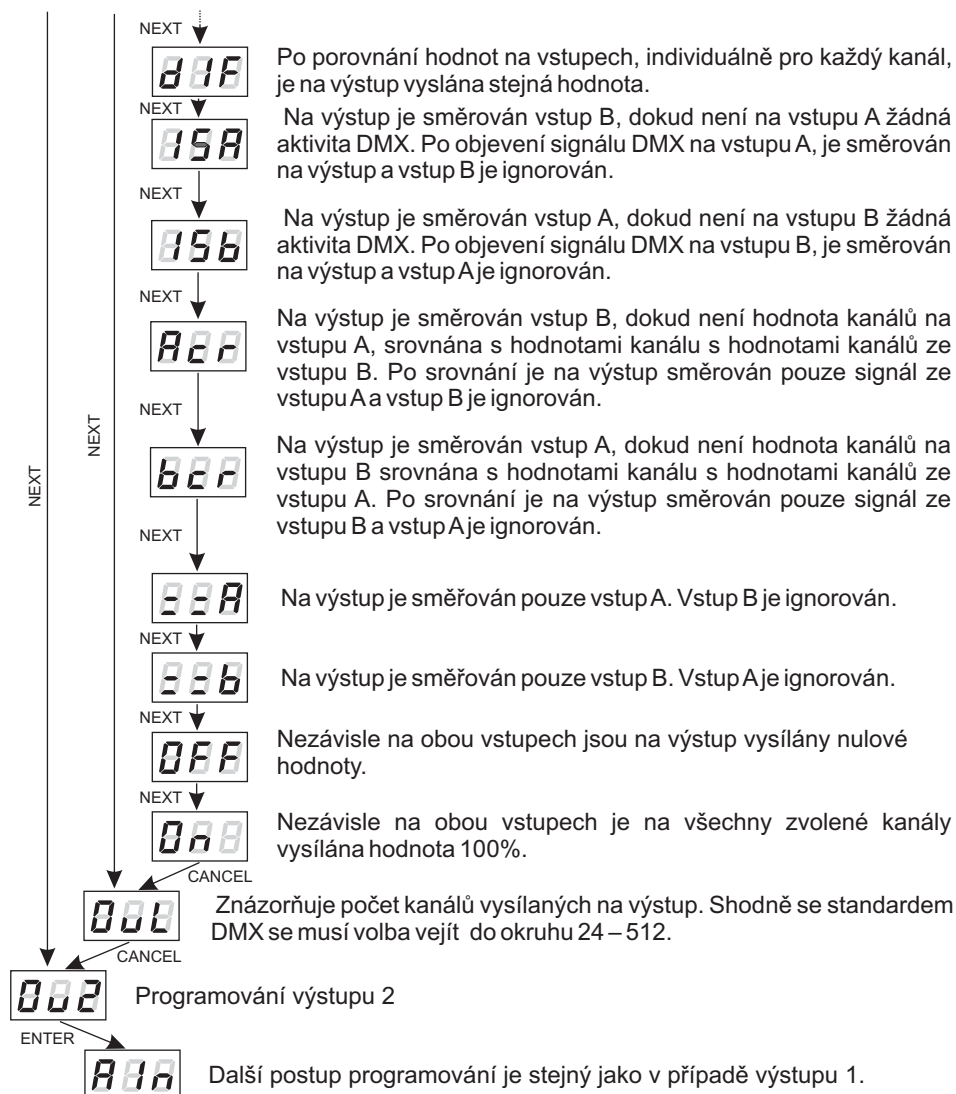 NEXT
d1F
Po porovnání hodnot na vstupech, individuálně pro každý kanál,
je na výstup vyslána stejná hodnota.
NEXT
1SA
Na výstup je směrován vstup B, dokud není na vstupu A žádná
aktivita DMX. Po objevení signálu DMX na vstupu A, je směrován
na výstup a vstup B je ignorován.
NEXT
1Sb
Na výstup je směrován vstup A, dokud není na vstupu B žádná
aktivita DMX. Po objevení signálu DMX na vstupu B, je směrován
na výstup a vstup A je ignorován.
NEXT
Acr
Na výstup je směrován vstup B, dokud není hodnota kanálů na
vstupu A, srovnána s hodnotami kanálu s hodnotami kanálů ze
vstupu B. Po srovnání je na výstup směrován pouze signál ze
vstupu A a vstup B je ignorován.
NEXT
bcr
Na výstup je směrován vstup A, dokud není hodnota kanálů na
vstupu B srovnána s hodnotami kanálu s hodnotami kanálů ze
vstupu A. Po srovnání je na výstup směrován pouze signál ze
vstupu B a vstup A je ignorován.
NEXT
NEXT
NEXT
==A
Na výstup je směřován pouze vstup A. Vstup B je ignorován.
NEXT
==b
Na výstup je směřován pouze vstup B. Vstup A je ignorován.
NEXT
OFF
Nezávisle na obou vstupech jsou na výstup vysílány nulové
hodnoty.
NEXT
On
Nezávisle na obou vstupech je na všechny zvolené kanály
vysílána hodnota 100%.
CANCEL
OuL
Znázorňuje počet kanálů vysílaných na výstup. Shodně se standardem
DMX se musí volba vejít do okruhu 24 – 512.
CANCEL
Ou2
Programování výstupu 2
ENTER
A1n
Další postup programování je stejný jako v případě výstupu 1.